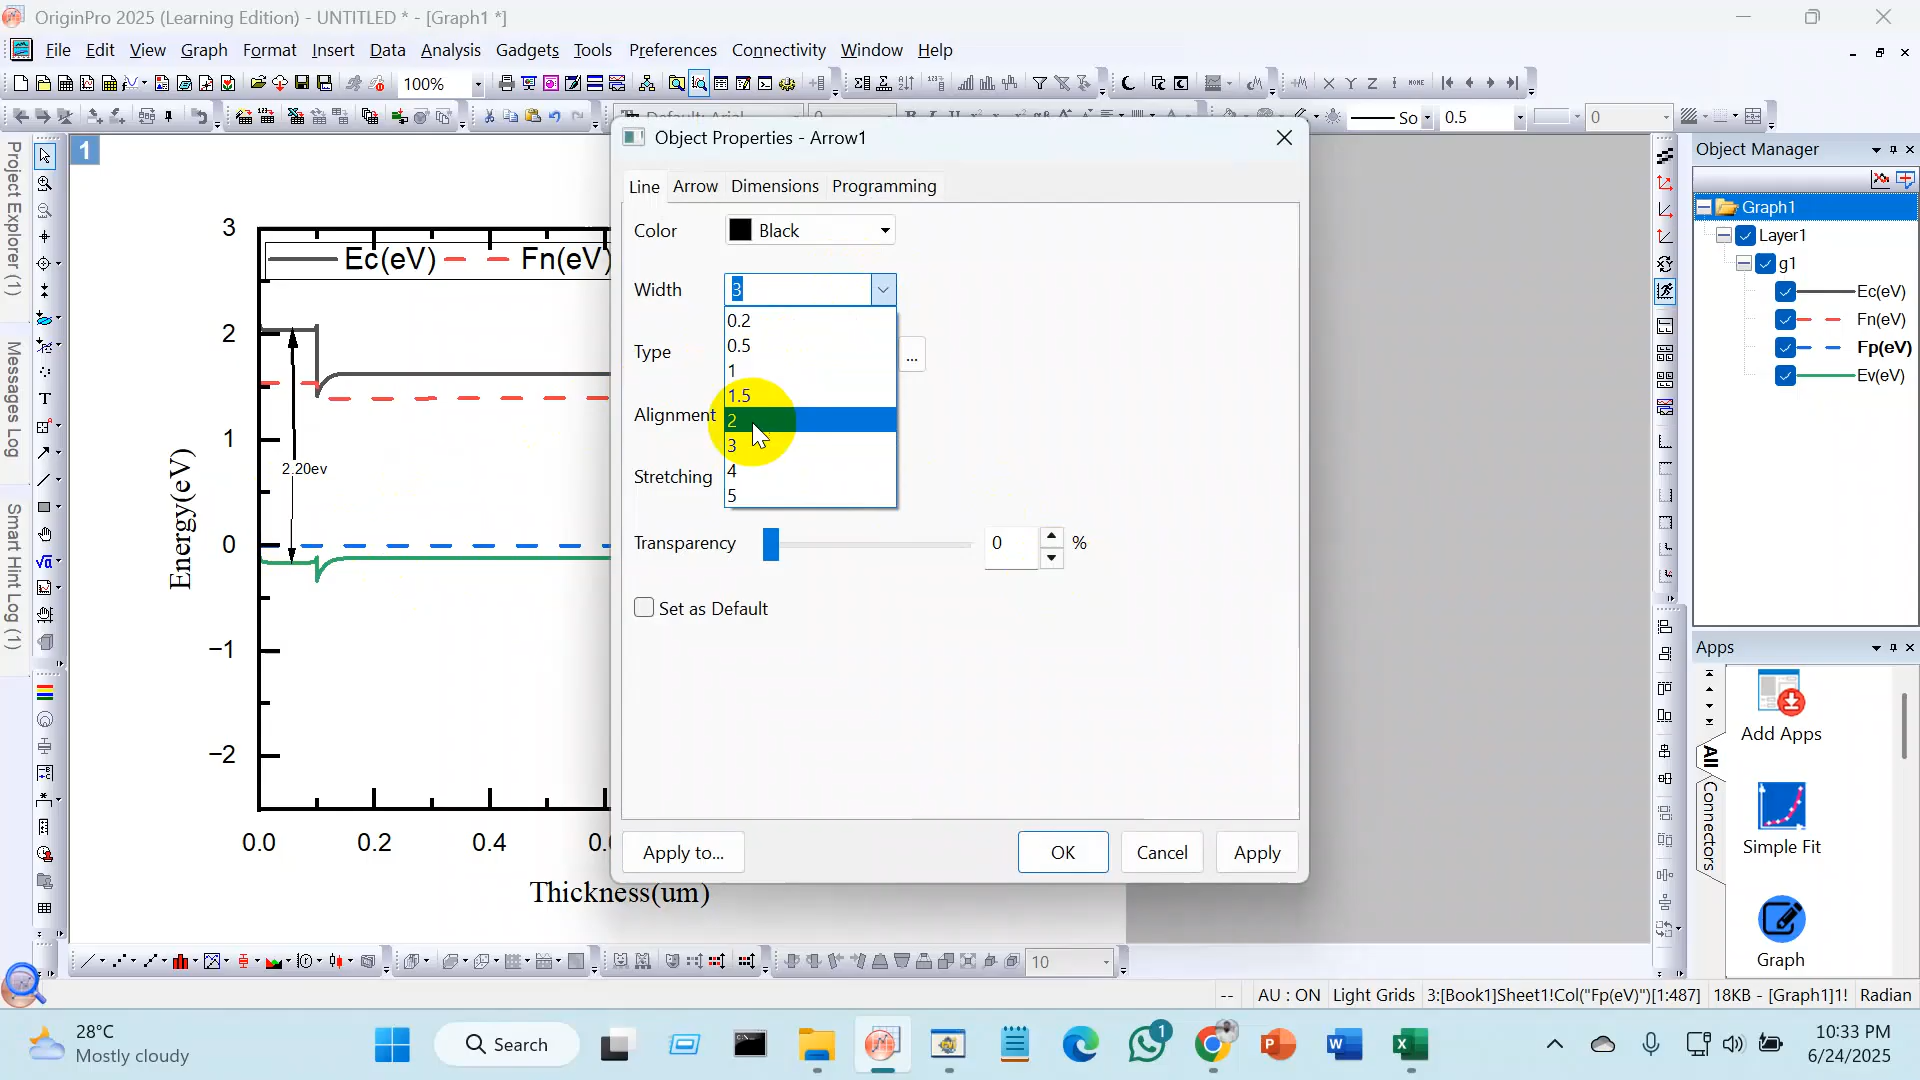 OriginPro 2025 (Learning Edition) - UNTITLED * - [Graph1 *]
File Edit View Graph Format Insert Data Analysis Gadgets Tools Preferences Connectivity Window Help
100%
So 0.5 0
Project Explorer (1)
Messages Log
Smart Hint Log (1)
1
Object Properties - Arrow1
Line Arrow Dimensions Programming
Color Black
Width 3
0.2
0.5
1
1.5
2
3
4
5
Type ...
Alignment
Stretching
Transparency 0 %
Set as Default
Apply to... OK Cancel Apply
Ec(eV) Fn(eV)
3
2
1
0
−1
−2
2.20ev
Energy(eV)
0.0 0.2 0.4
Thickness(um)
Object Manager
Graph1
Layer1
g1
Ec(eV)
Fn(eV)
Fp(eV)
Ev(eV)
Apps
All
Connectors
Add Apps
Simple Fit
Graph
10
-- AU : ON Light Grids 3:[Book1]Sheet1!Col("Fp(eV)")[1:487] 18KB - [Graph1]1! Radian
28°C
Mostly cloudy
Search
1
10:33 PM
6/24/2025